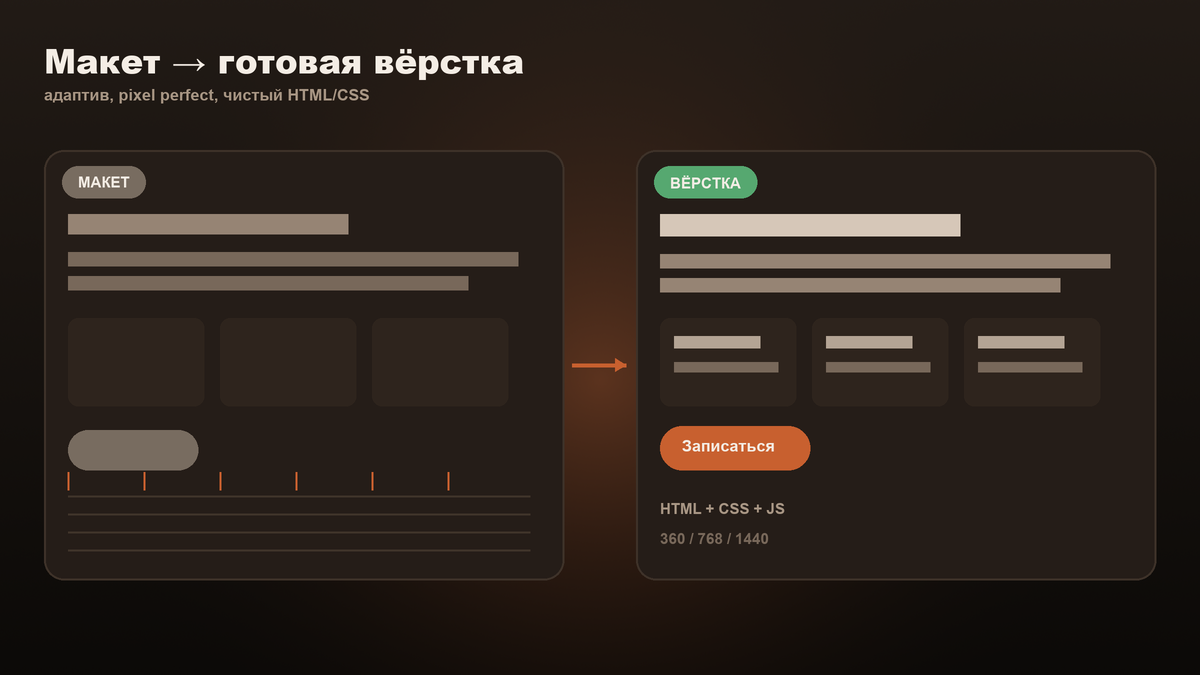 Макет → готовая вёрстка
адаптив, pixel perfect, чистый HTML/CSS
МАКЕТ
ВЁРСТКА
Записаться
HTML + CSS + JS
360 / 768 / 1440